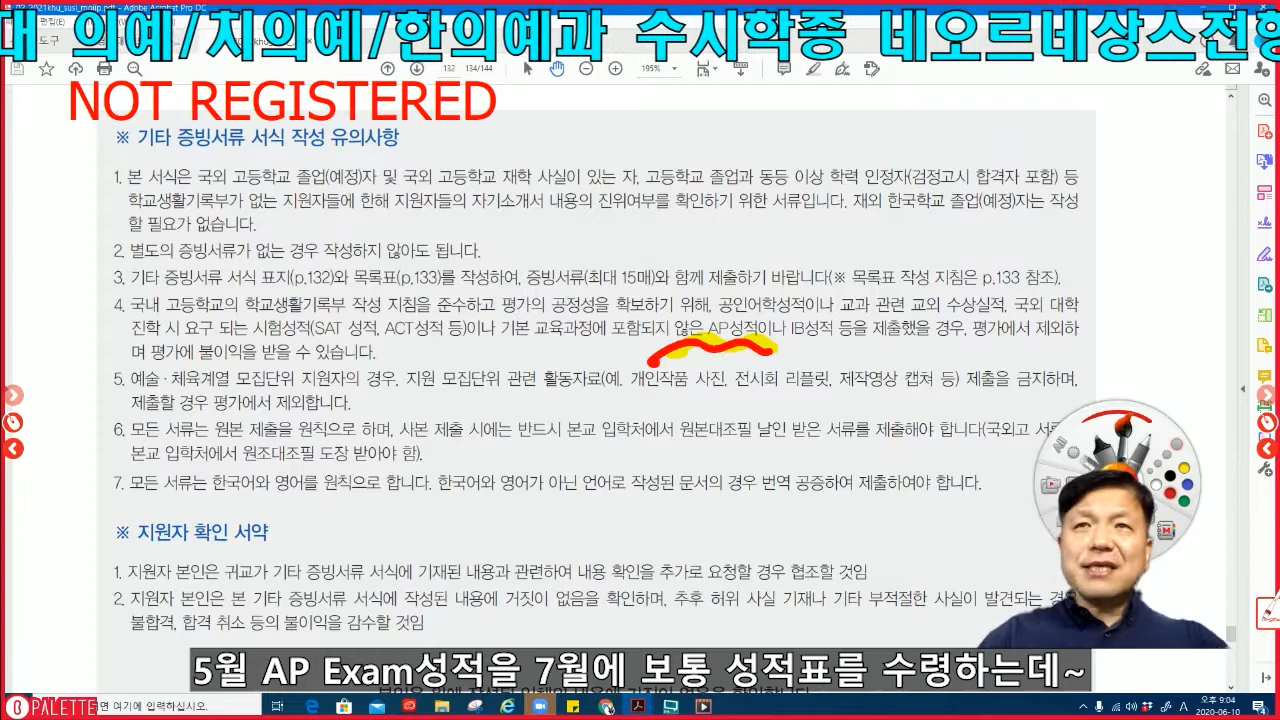 02_2021khu_susi_mojip.pdf - Adobe Acrobat Pro DC
내 의예/치의예/한의예과 수시학종 네오르네상스전형
132 134/144 195%
NOT REGISTERED
※ 기타 증빙서류 서식 작성 유의사항
1. 본 서식은 국외 고등학교 졸업(예정)자 및 국외 고등학교 재학 사실이 있는 자, 고등학교 졸업과 동등 이상 학력 인정자(검정고시 합격자 포함) 등
학교생활기록부가 없는 지원자들에 한해 지원자들의 자기소개서 내용의 진위여부를 확인하기 위한 서류입니다. 재외 한국학교 졸업(예정)자는 작성
할 필요가 없습니다.
2. 별도의 증빙서류가 없는 경우 작성하지 않아도 됩니다.
3. 기타 증빙서류 서식 표지(p.132)와 목록표(p.133)를 작성하여, 증빙서류(최대 15매)와 함께 제출하기 바랍니다(※ 목록표 작성 지침은 p.133 참조).
4. 국내 고등학교의 학교생활기록부 작성 지침을 준수하고 평가의 공정성을 확보하기 위해, 공인어학성적이나 교과 관련 교외 수상실적, 국외 대학
진학 시 요구 되는 시험성적(SAT 성적, ACT성적 등)이나 기본 교육과정에 포함되지 않은 AP성적이나 IB성적 등을 제출했을 경우, 평가에서 제외하
며 평가에 불이익을 받을 수 있습니다.
5. 예술·체육계열 모집단위 지원자의 경우, 지원 모집단위 관련 활동자료(예. 개인작품 사진, 전시회 리플릿, 제작영상 캡쳐 등) 제출을 금지하며,
제출할 경우 평가에서 제외합니다.
6. 모든 서류는 원본 제출을 원칙으로 하며, 사본 제출 시에는 반드시 본교 입학처에서 원본대조필 날인 받은 서류를 제출해야 합니다(국외고 서류
본교 입학처에서 원조대조필 도장 받아야 함).
7. 모든 서류는 한국어와 영어를 원칙으로 합니다. 한국어와 영어가 아닌 언어로 작성된 문서의 경우 번역 공증하여 제출하여야 합니다.
※ 지원자 확인 서약
1. 지원자 본인은 귀교가 기타 증빙서류 서식에 기재된 내용과 관련하여 내용 확인을 추가로 요청할 경우 협조할 것임
2. 지원자 본인은 본 기타 증빙서류 서식에 작성된 내용에 거짓이 없음을 확인하며, 추후 허위 사실 기재나 기타 부적절한 사실이 발견되는 경우
불합격, 합격 취소 등의 불이익을 감수할 것임
5월 AP Exam성적을 7월에 보통 성적표를 수령하는데~
PALETTE
면 여기에 입력하십시오.
A
오후 9:04
2020-06-10